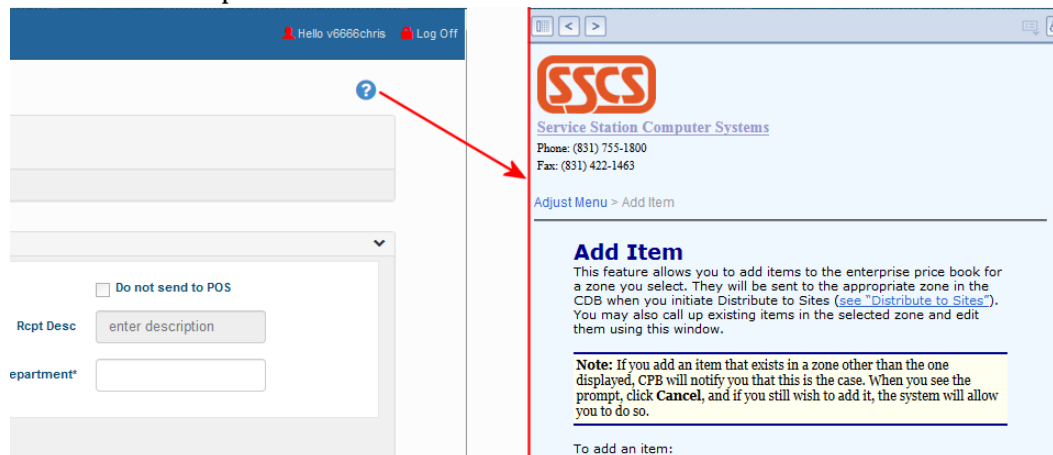 Hello v6666chris Log Off
?
Do not send to POS
Rcpt Desc enter description
epartment*
< >
SSCS
Service Station Computer Systems
Phone: (831) 755-1800
Fax: (831) 422-1463
Adjust Menu > Add Item
Add Item
This feature allows you to add items to the enterprise price book for
a zone you select. They will be sent to the appropriate zone in the
CDB when you initiate Distribute to Sites (see "Distribute to Sites").
You may also call up existing items in the selected zone and edit
them using this window.
Note: If you add an item that exists in a zone other than the one
displayed, CPB will notify you that this is the case. When you see the
prompt, click Cancel, and if you still wish to add it, the system will allow
you to do so.
To add an item: